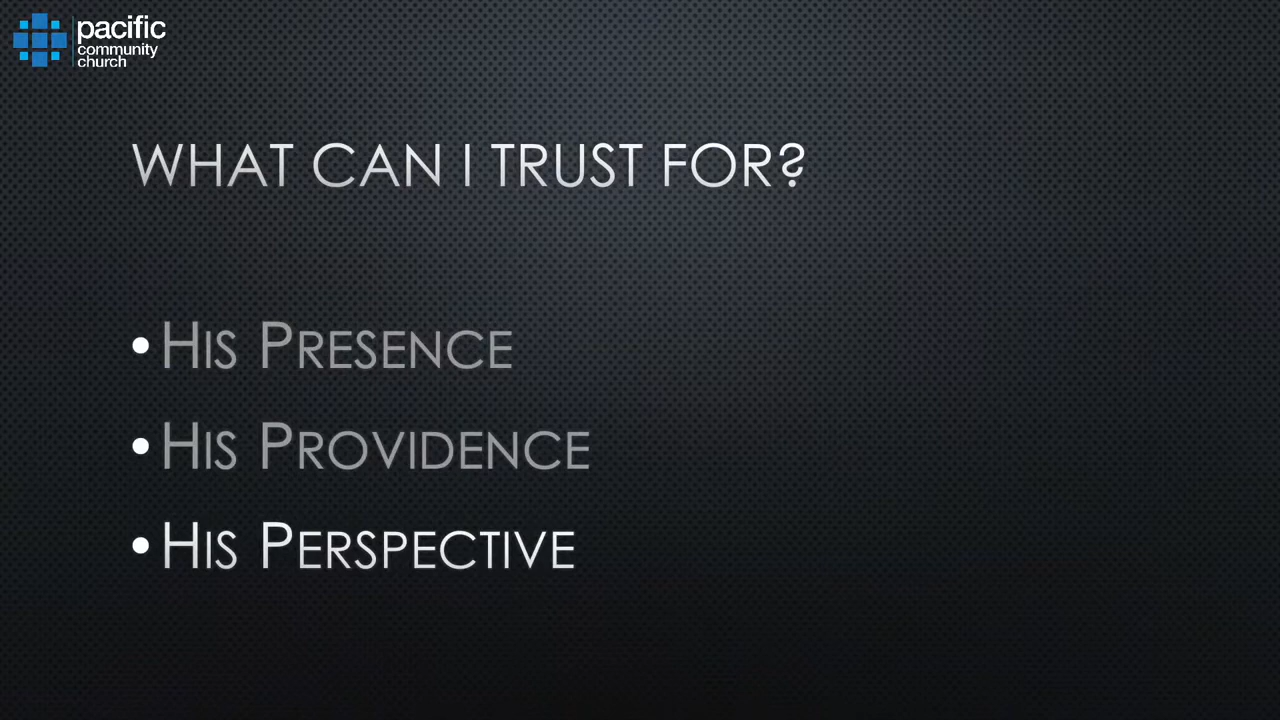 pacific
community
church
WHAT CAN I TRUST FOR?
• HIS PRESENCE
• HIS PROVIDENCE
• HIS PERSPECTIVE